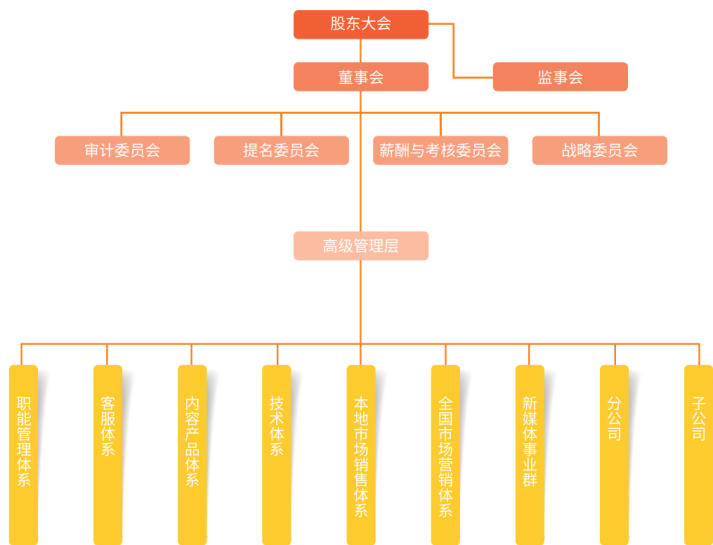 股东大会
董事会
监事会
审计委员会
提名委员会
薪酬与考核委员会
战略委员会
高级管理层
职能管理体系
客服体系
内容产品体系
技术体系
本地市场销售体系
全国市场营销体系
新媒体事业群
分公司
子公司